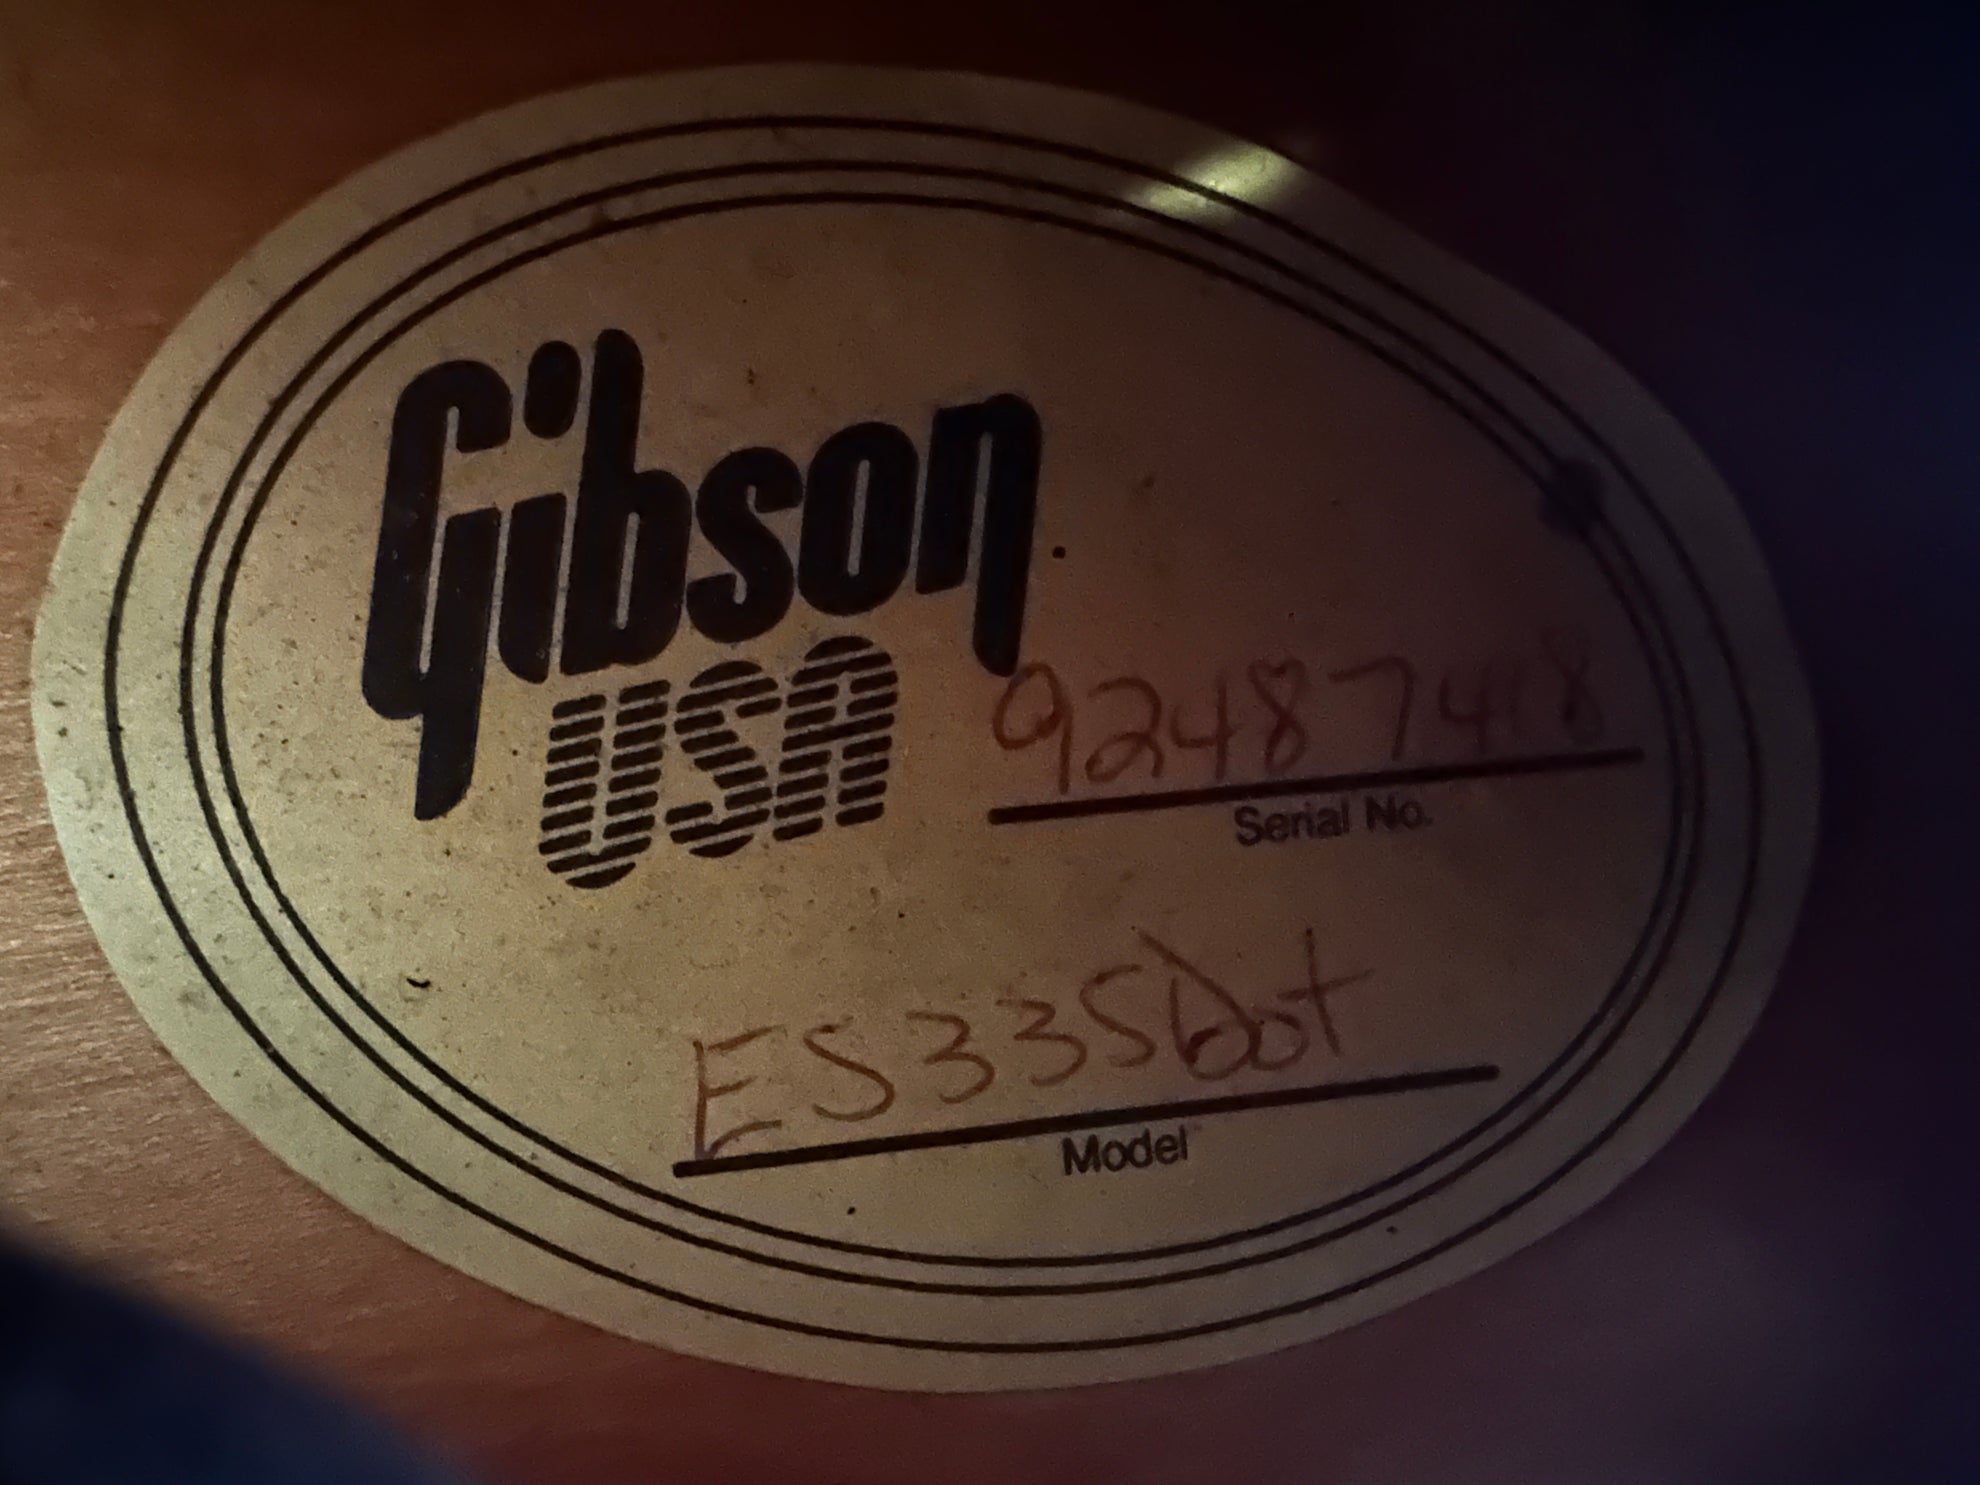 Gibson
USA
92487418
Serial No.
ES335Dot
Model